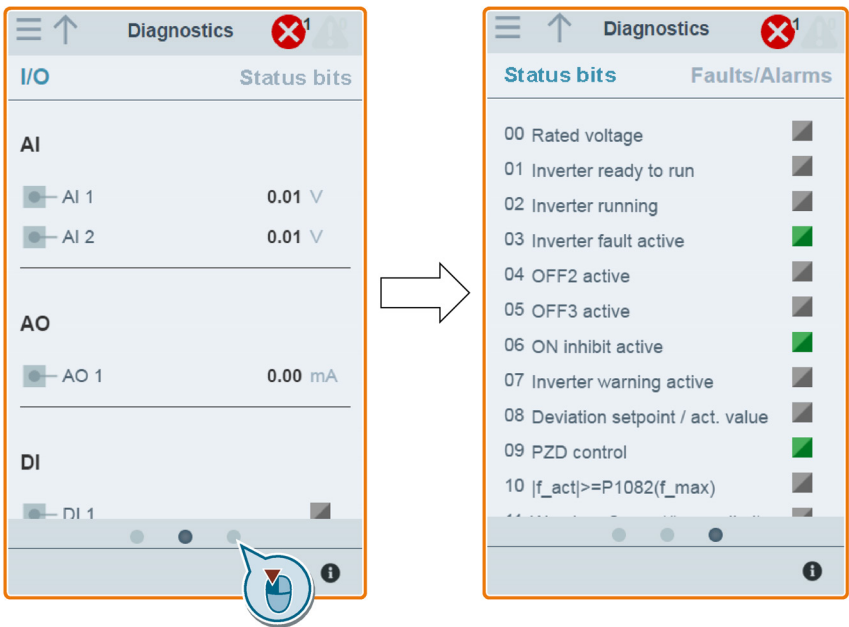 Diagnostics
1
I/O Status bits
AI
AI 1 0.01 V
AI 2 0.01 V
AO
AO 1 0.00 mA
DI
DI 1
Diagnostics
1
Status bits Faults/Alarms
00 Rated voltage
01 Inverter ready to run
02 Inverter running
03 Inverter fault active
04 OFF2 active
05 OFF3 active
06 ON inhibit active
07 Inverter warning active
08 Deviation setpoint / act. value
09 PZD control
10 |f_act|>=P1082(f_max)